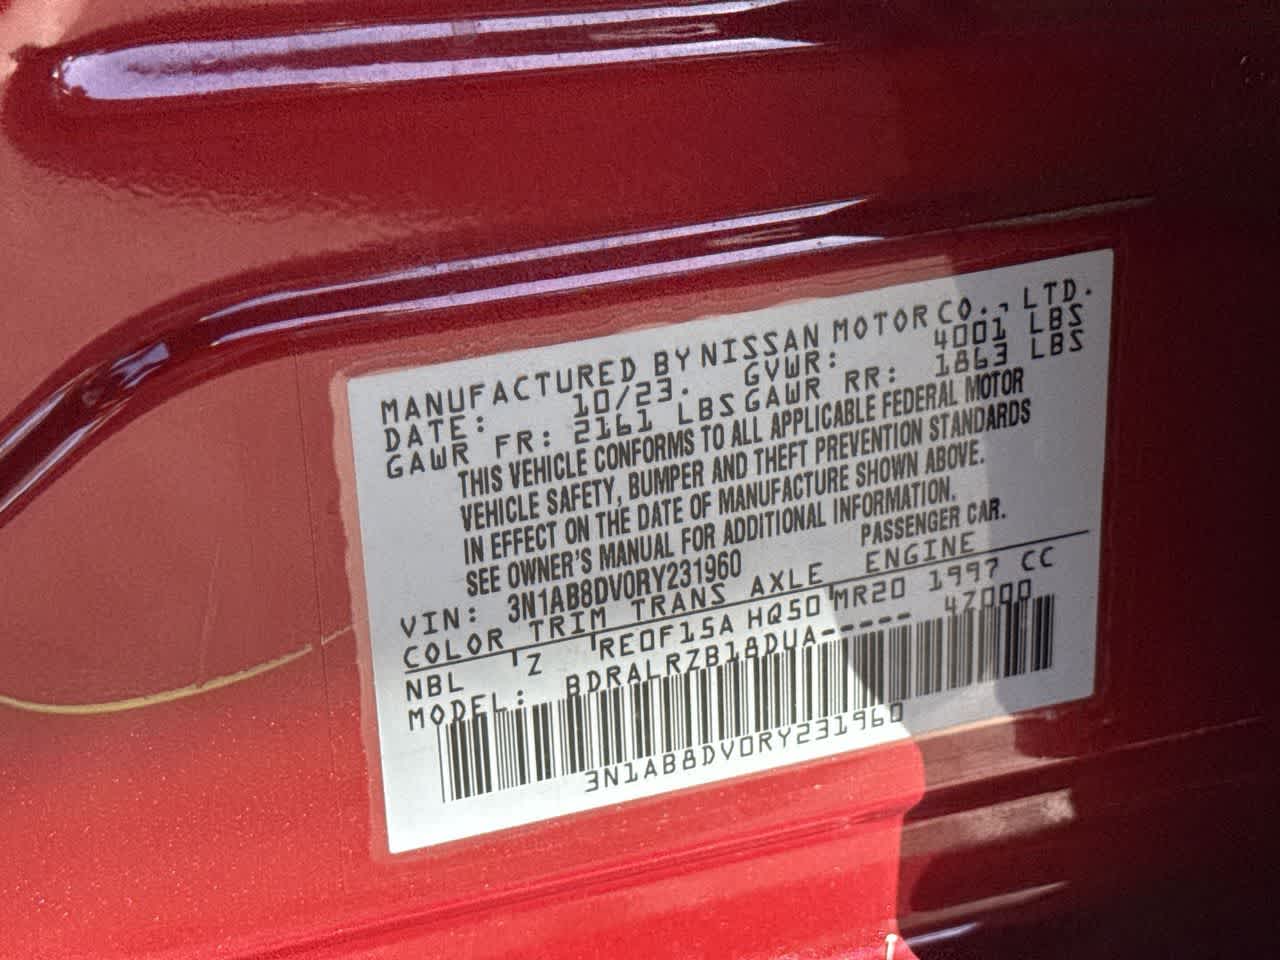 MANUFACTURED BY NISSAN MOTOR CO., LTD.
DATE: 10/23. GVWR: 4001 LBS
GAWR FR: 2161 LBS GAWR RR: 1863 LBS
THIS VEHICLE CONFORMS TO ALL APPLICABLE FEDERAL MOTOR
VEHICLE SAFETY, BUMPER AND THEFT PREVENTION STANDARDS
IN EFFECT ON THE DATE OF MANUFACTURE SHOWN ABOVE.
SEE OWNER'S MANUAL FOR ADDITIONAL INFORMATION.
VIN: 3N1AB8DV0RY231960 PASSENGER CAR.
COLOR TRIM TRANS AXLE ENGINE
NBL Z RE0F15A HQ50 MR20 1997 CC
MODEL: BDRALRZB18DUA----- 47000
3N1AB8DV0RY231960